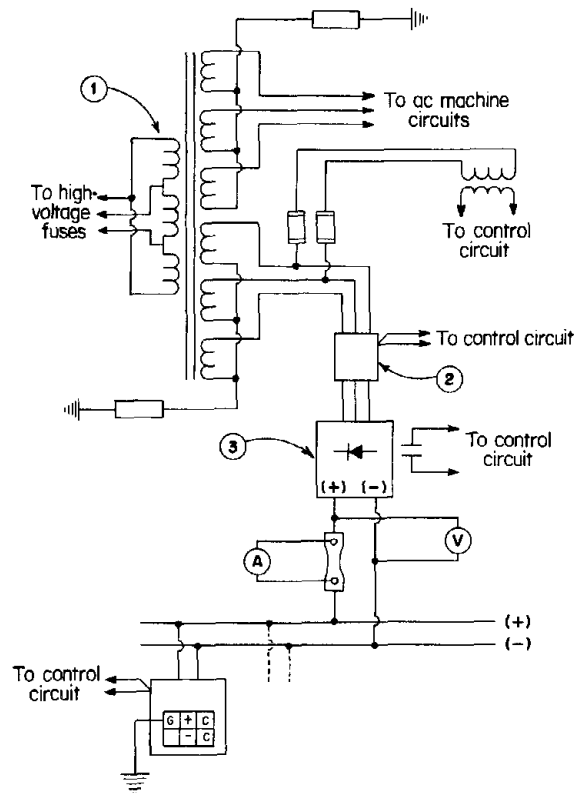 1
To ac machine
circuits
To high-
voltage
fuses
To control
circuit
To control circuit
2
3
To control
circuit
(+) (-)
A
V
(+)
(-)
To control
circuit
G + C
- C